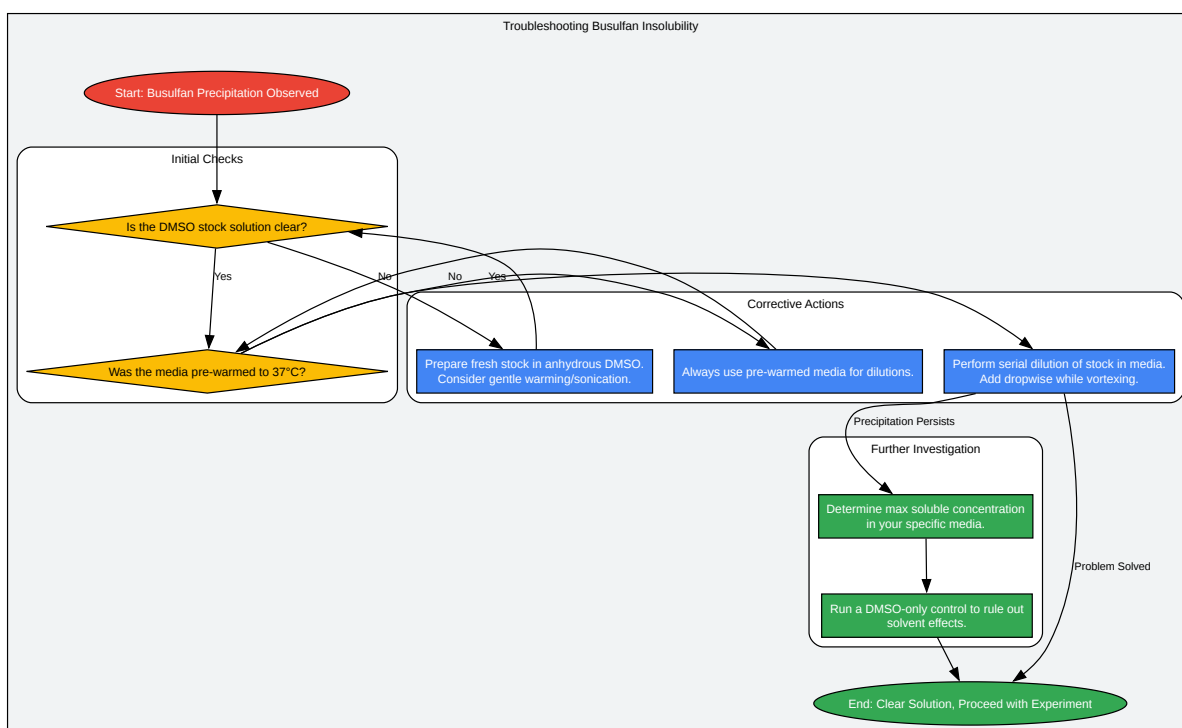 Troubleshooting Busulfan Insolubility
Start: Busulfan Precipitation Observed
Initial Checks
Is the DMSO stock solution clear?
Yes
No
No
Yes
Corrective Actions
Was the media pre-warmed to 37°C?
Prepare fresh stock in anhydrous DMSO.
Consider gentle warming/sonication.
Always use pre-warmed media for dilutions.
Perform serial dilution of stock in media.
Add dropwise while vortexing.
Precipitation Persists
Further Investigation
Determine max soluble concentration
in your specific media.
Problem Solved
Run a DMSO-only control to rule out
solvent effects.
End: Clear Solution, Proceed with Experiment